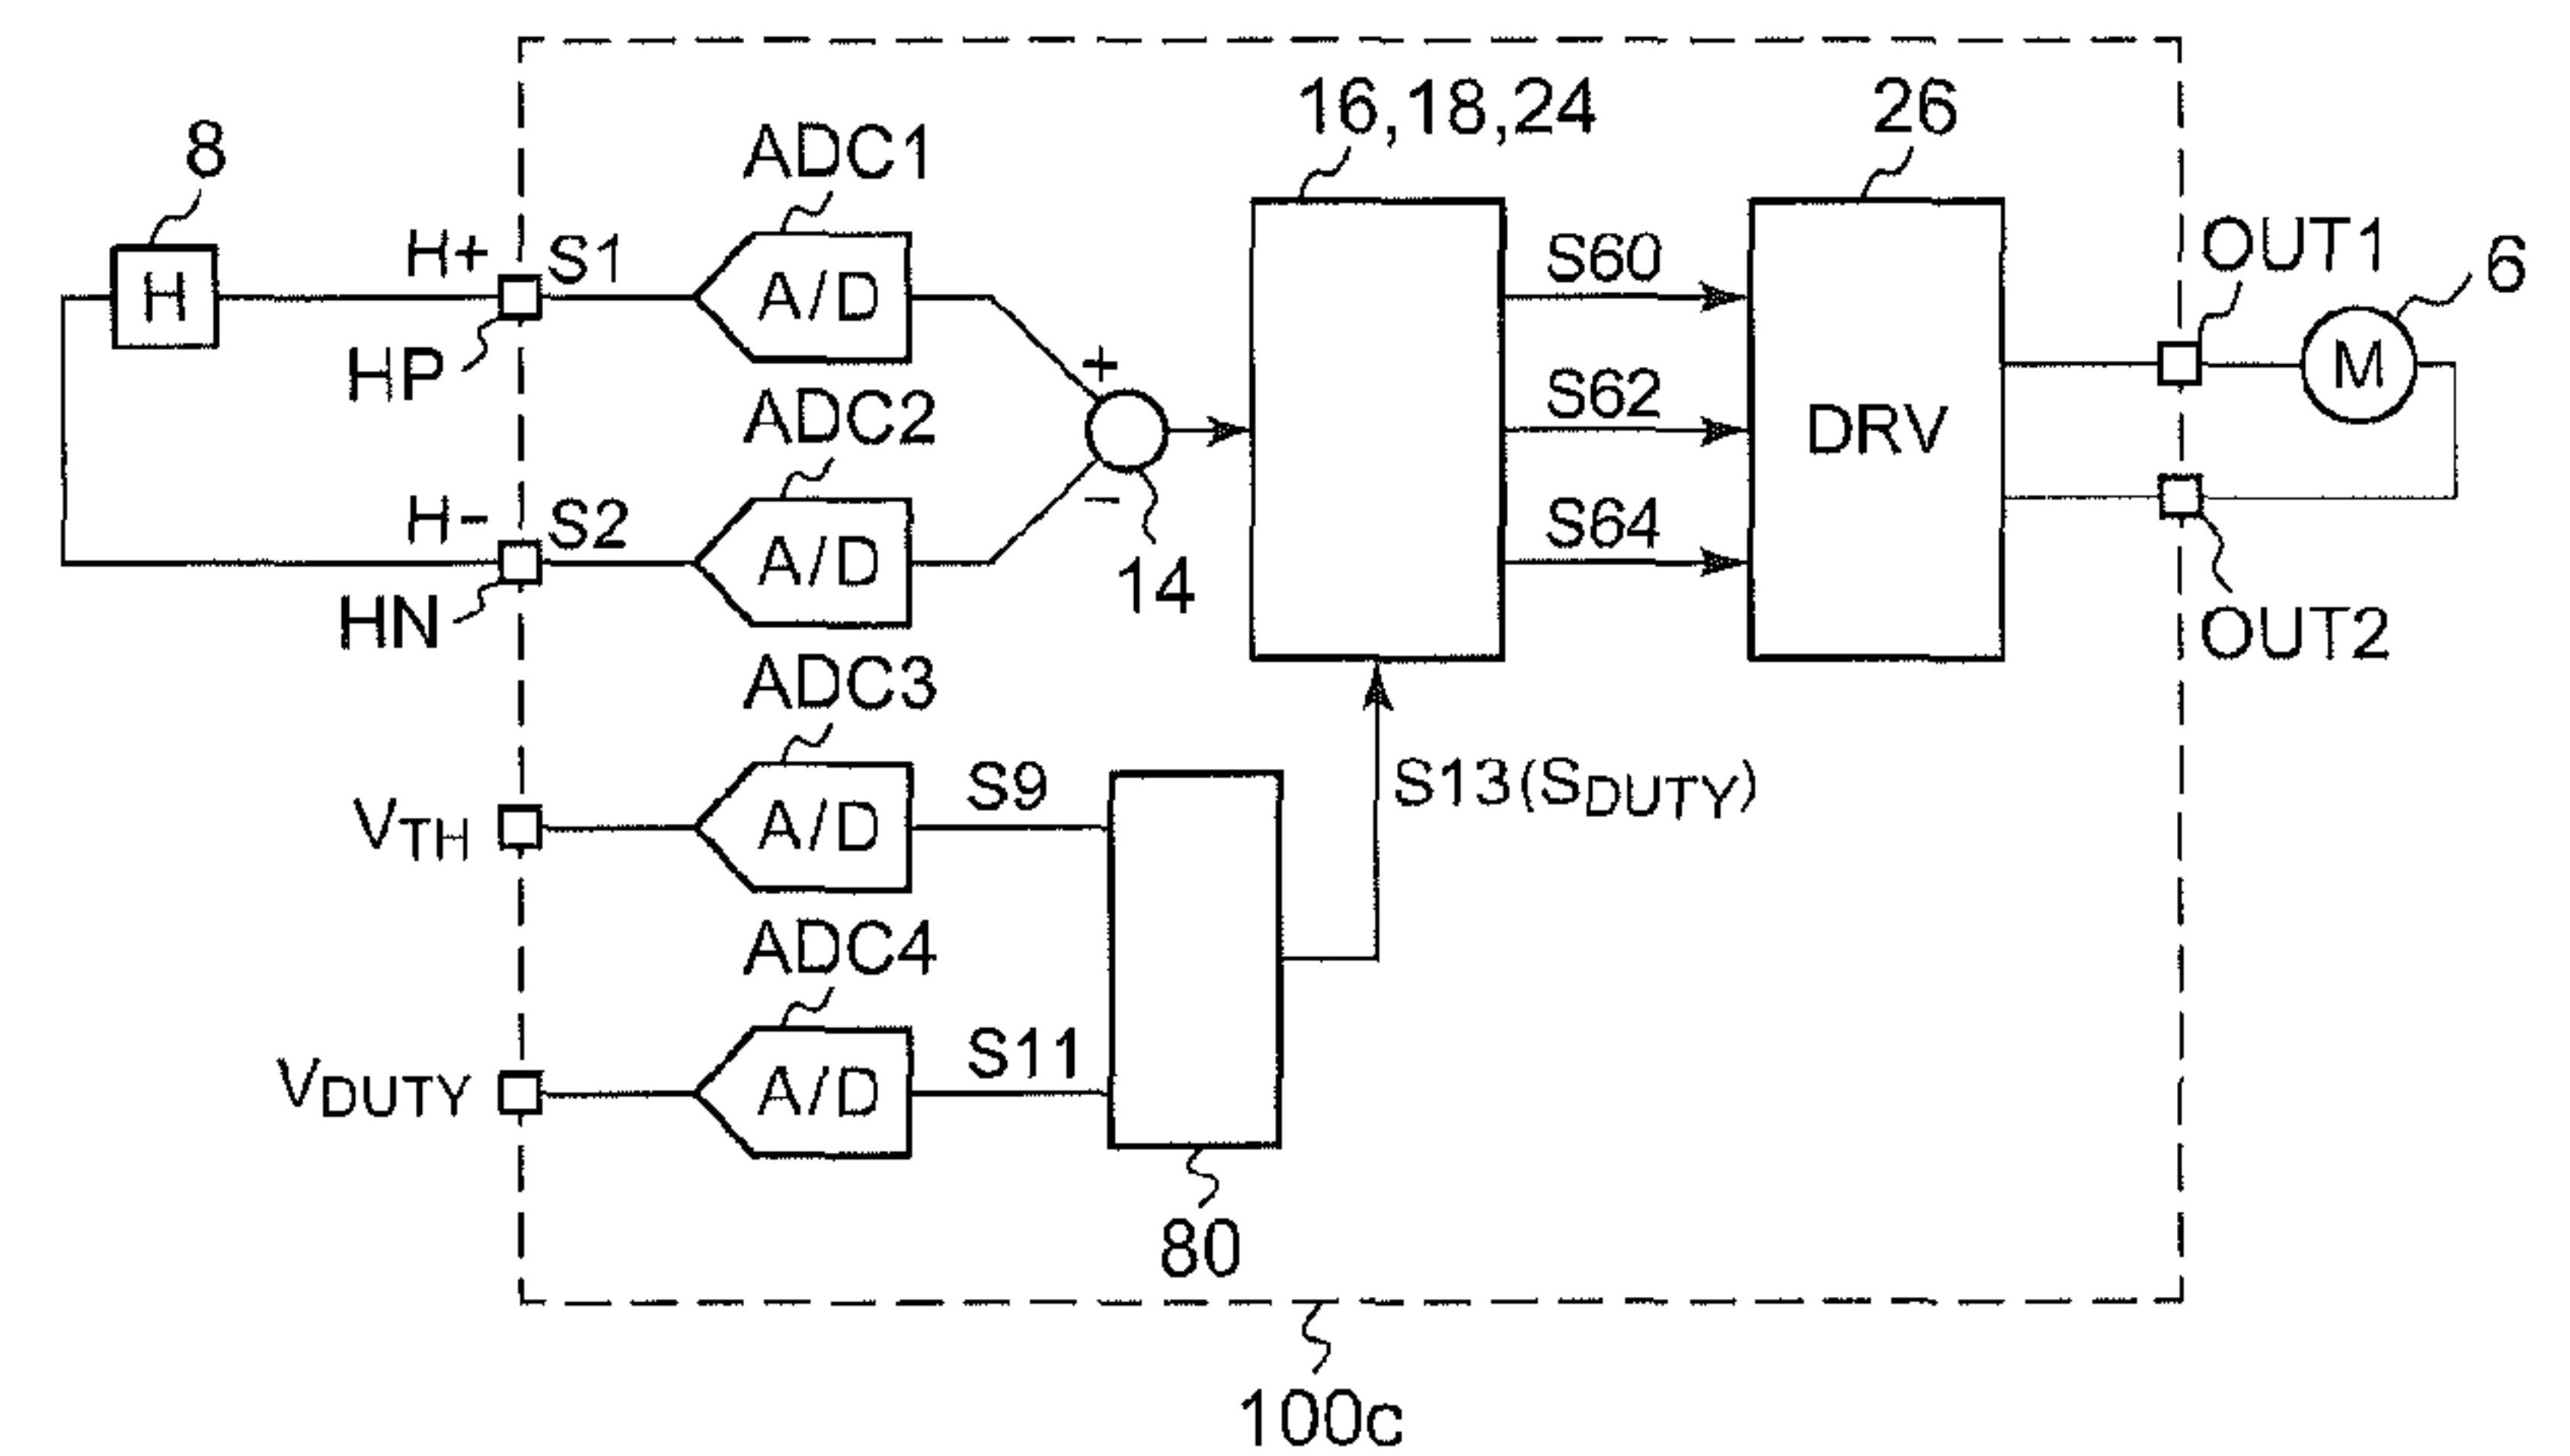 16,18,24
26
8
ADC1
H+
S1
A/D
S60
OUT1
6
HP
+
M
ADC2
S62
DRV
H-
S2
A/D
−
S64
14
HN
OUT2
H
ADC3
VTH
A/D
S9
S13(SDUTY)
ADC4
VDUTY
A/D
S11
80
100c